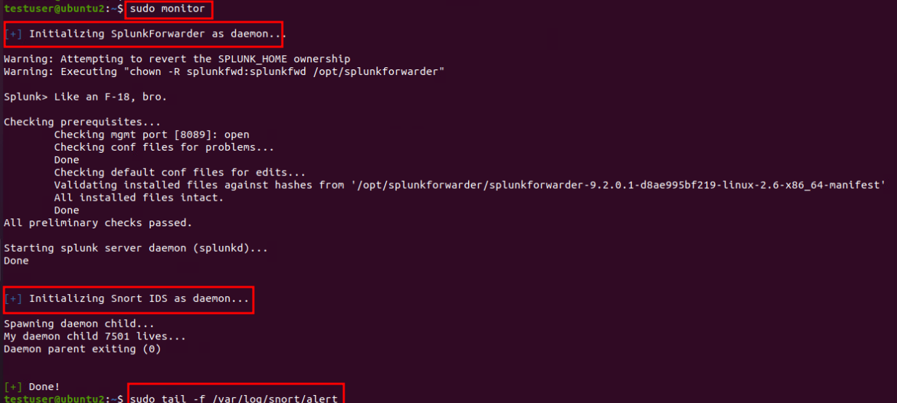 testuser@ubuntu2:~$ sudo monitor
[+] Initializing SplunkForwarder as daemon...
Warning: Attempting to revert the SPLUNK_HOME ownership
Warning: Executing "chown -R splunkfwd:splunkfwd /opt/splunkforwarder"
Splunk> Like an F-18, bro.
Checking prerequisites...
Checking mgmt port [8089]: open
Checking conf files for problems...
Done
Checking default conf files for edits...
Validating installed files against hashes from '/opt/splunkforwarder/splunkforwarder-9.2.0.1-d8ae995bf219-linux-2.6-x86_64-manifest'
All installed files intact.
Done
All preliminary checks passed.
Starting splunk server daemon (splunkd)...
Done
[+] Initializing Snort IDS as daemon...
Spawning daemon child...
My daemon child 7501 lives...
Daemon parent exiting (0)
[+] Done!
testuser@ubuntu2:~$ sudo tail -f /var/log/snort/alert